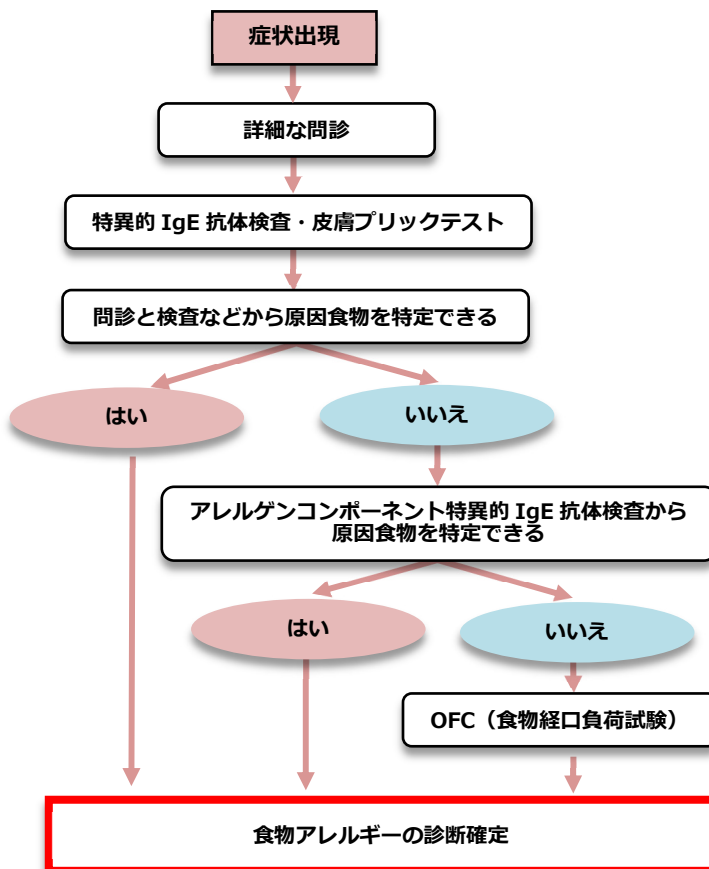 症状出現
詳細な問診
特異的 IgE 抗体検査・皮膚プリックテスト
問診と検査などから原因食物を特定できる
はい
いいえ
アレルゲンコンポーネント特異的 IgE 抗体検査から
原因食物を特定できる
はい
いいえ
OFC（食物経口負荷試験）
食物アレルギーの診断確定